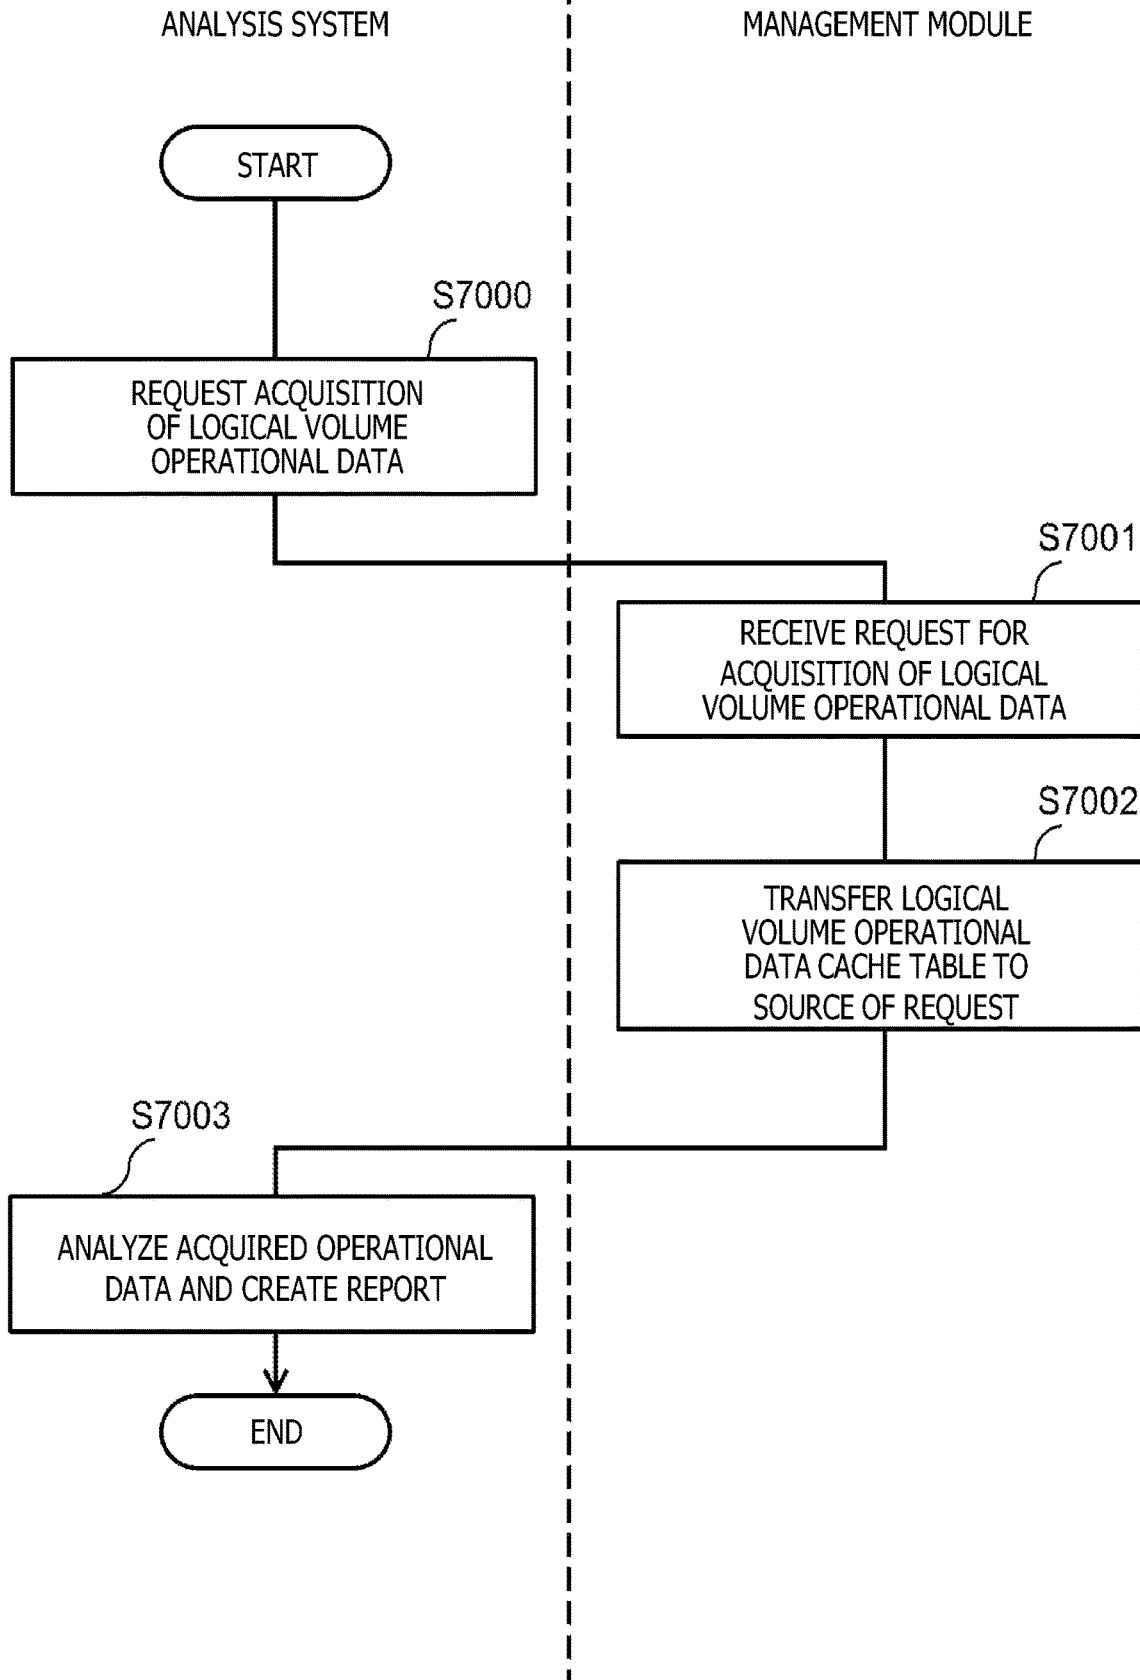 ANALYSIS SYSTEM
MANAGEMENT MODULE
START
S7000
REQUEST ACQUISITION
OF LOGICAL VOLUME
OPERATIONAL DATA
S7001
RECEIVE REQUEST FOR
ACQUISITION OF LOGICAL
VOLUME OPERATIONAL DATA
S7002
TRANSFER LOGICAL
VOLUME OPERATIONAL
DATA CACHE TABLE TO
SOURCE OF REQUEST
S7003
ANALYZE ACQUIRED OPERATIONAL
DATA AND CREATE REPORT
END